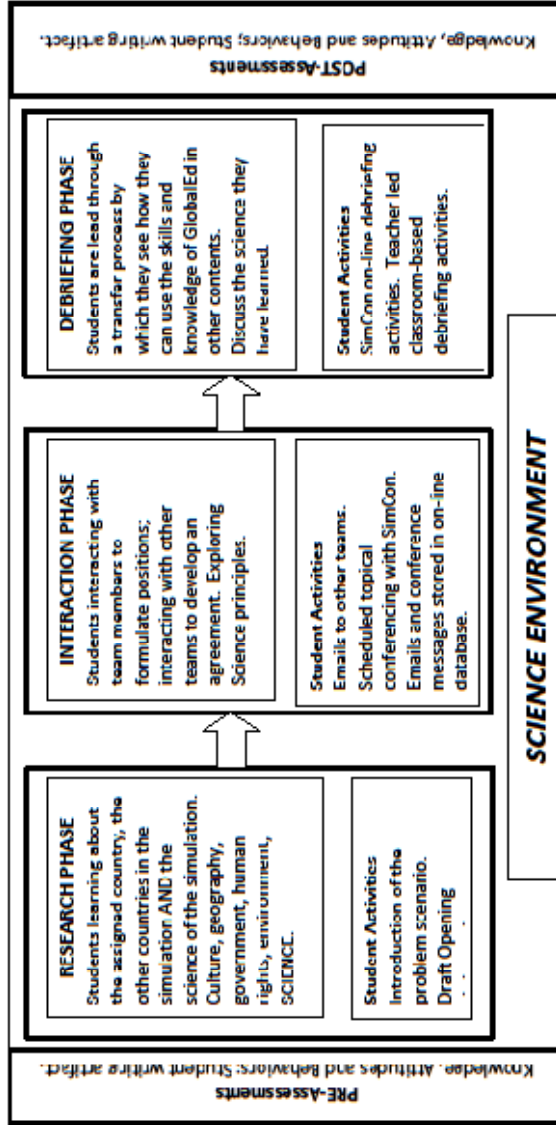 PRE-Assessments
Knowledge, Attitudes and Behaviors; Student writing artifact.
RESEARCH PHASE
Students learning about
the assigned country, the
other countries in the
simulation AND the
science of the simulation.
Culture, geography,
government, human
rights, environment,
SCIENCE.
Student Activities
Introduction of the
problem scenario.
Draft Opening
INTERACTION PHASE
Students interacting with
team members to
formulate positions;
interacting with other
teams to develop an
agreement. Exploring
Science principles.
Student Activities
Emails to other teams.
Scheduled topical
conferencing with SimCon.
Emails and conference
messages stored in on-line
database.
DEBRIEFING PHASE
Students are lead through
a transfer process by
which they see how they
can use the skills and
knowledge of GlobalEd in
other contents.
Discuss the science they
have learned.
Student Activities
SimCon on-line debriefing
activities. Teacher led
classroom-based
debriefing activities.
POST-Assessments
Knowledge, Attitudes and Behaviors; Student writing artifact.
SCIENCE ENVIRONMENT